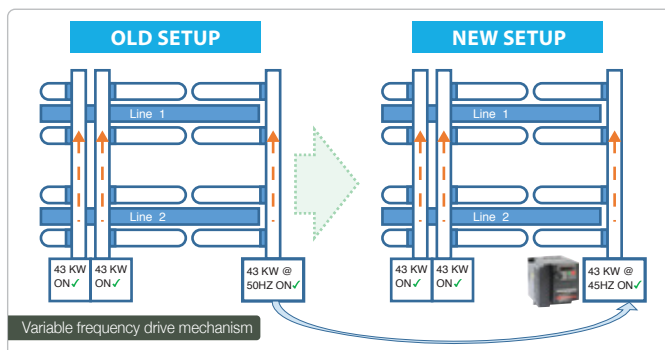 OLD SETUP
NEW SETUP
Line 1
Line 1
Line 2
Line 2
43 KW
ON✓
43 KW
ON✓
43 KW @
50HZ ON✓
43 KW
ON✓
43 KW
ON✓
43 KW @
45HZ ON✓
Variable frequency drive mechanism